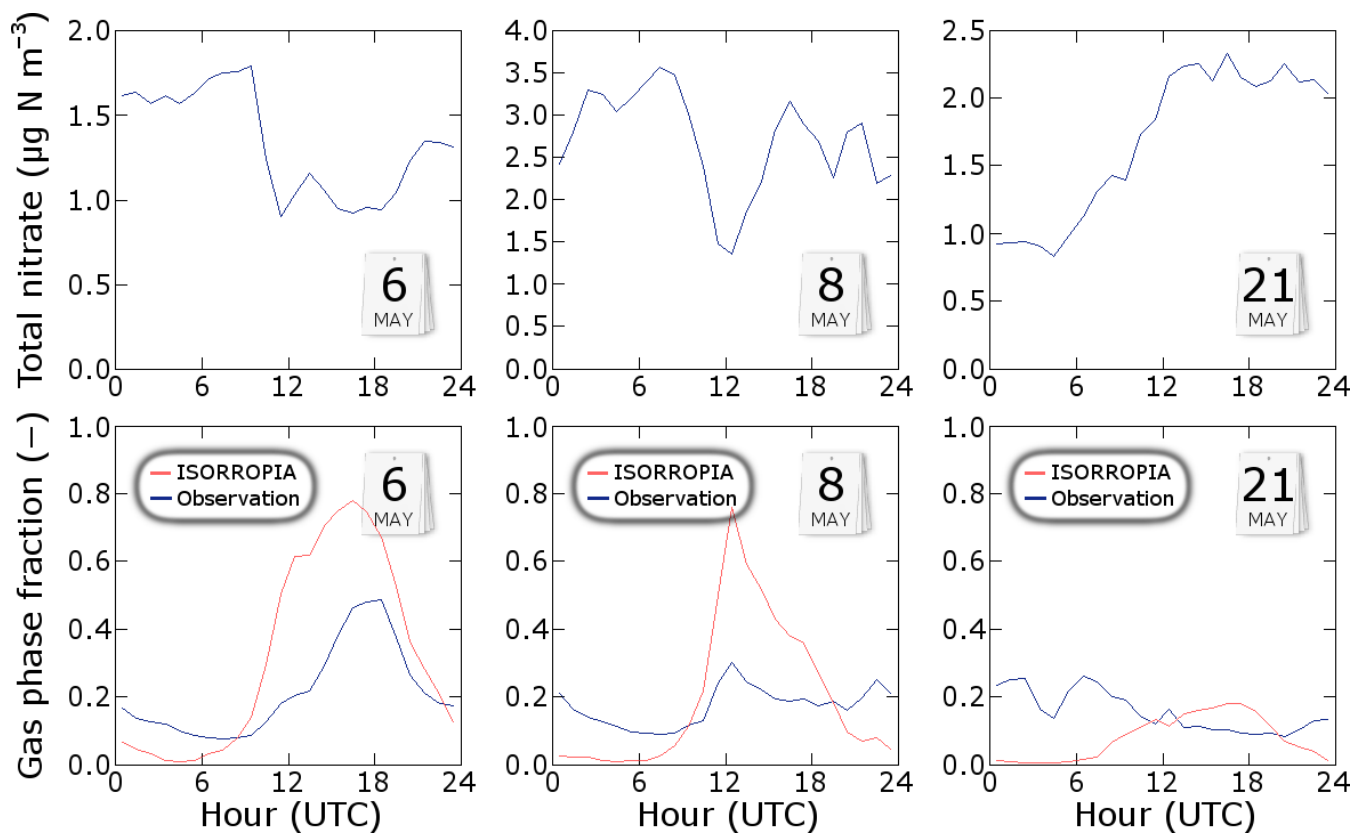 Total nitrate (µg N m⁻³)
2.0
1.5
1.0
0.5
0.0
0 6 12 18 24
6
MAY
4.0
3.5
3.0
2.5
2.0
1.5
1.0
0.5
0.0
0 6 12 18 24
8
MAY
2.5
2.0
1.5
1.0
0.5
0.0
0 6 12 18 24
21
MAY
Gas phase fraction (−)
1.0
0.8
0.6
0.4
0.2
0.0
0 6 12 18 24
ISORROPIA
Observation
6
MAY
Hour (UTC)
1.0
0.8
0.6
0.4
0.2
0.0
0 6 12 18 24
ISORROPIA
Observation
8
MAY
Hour (UTC)
1.0
0.8
0.6
0.4
0.2
0.0
0 6 12 18 24
ISORROPIA
Observation
21
MAY
Hour (UTC)